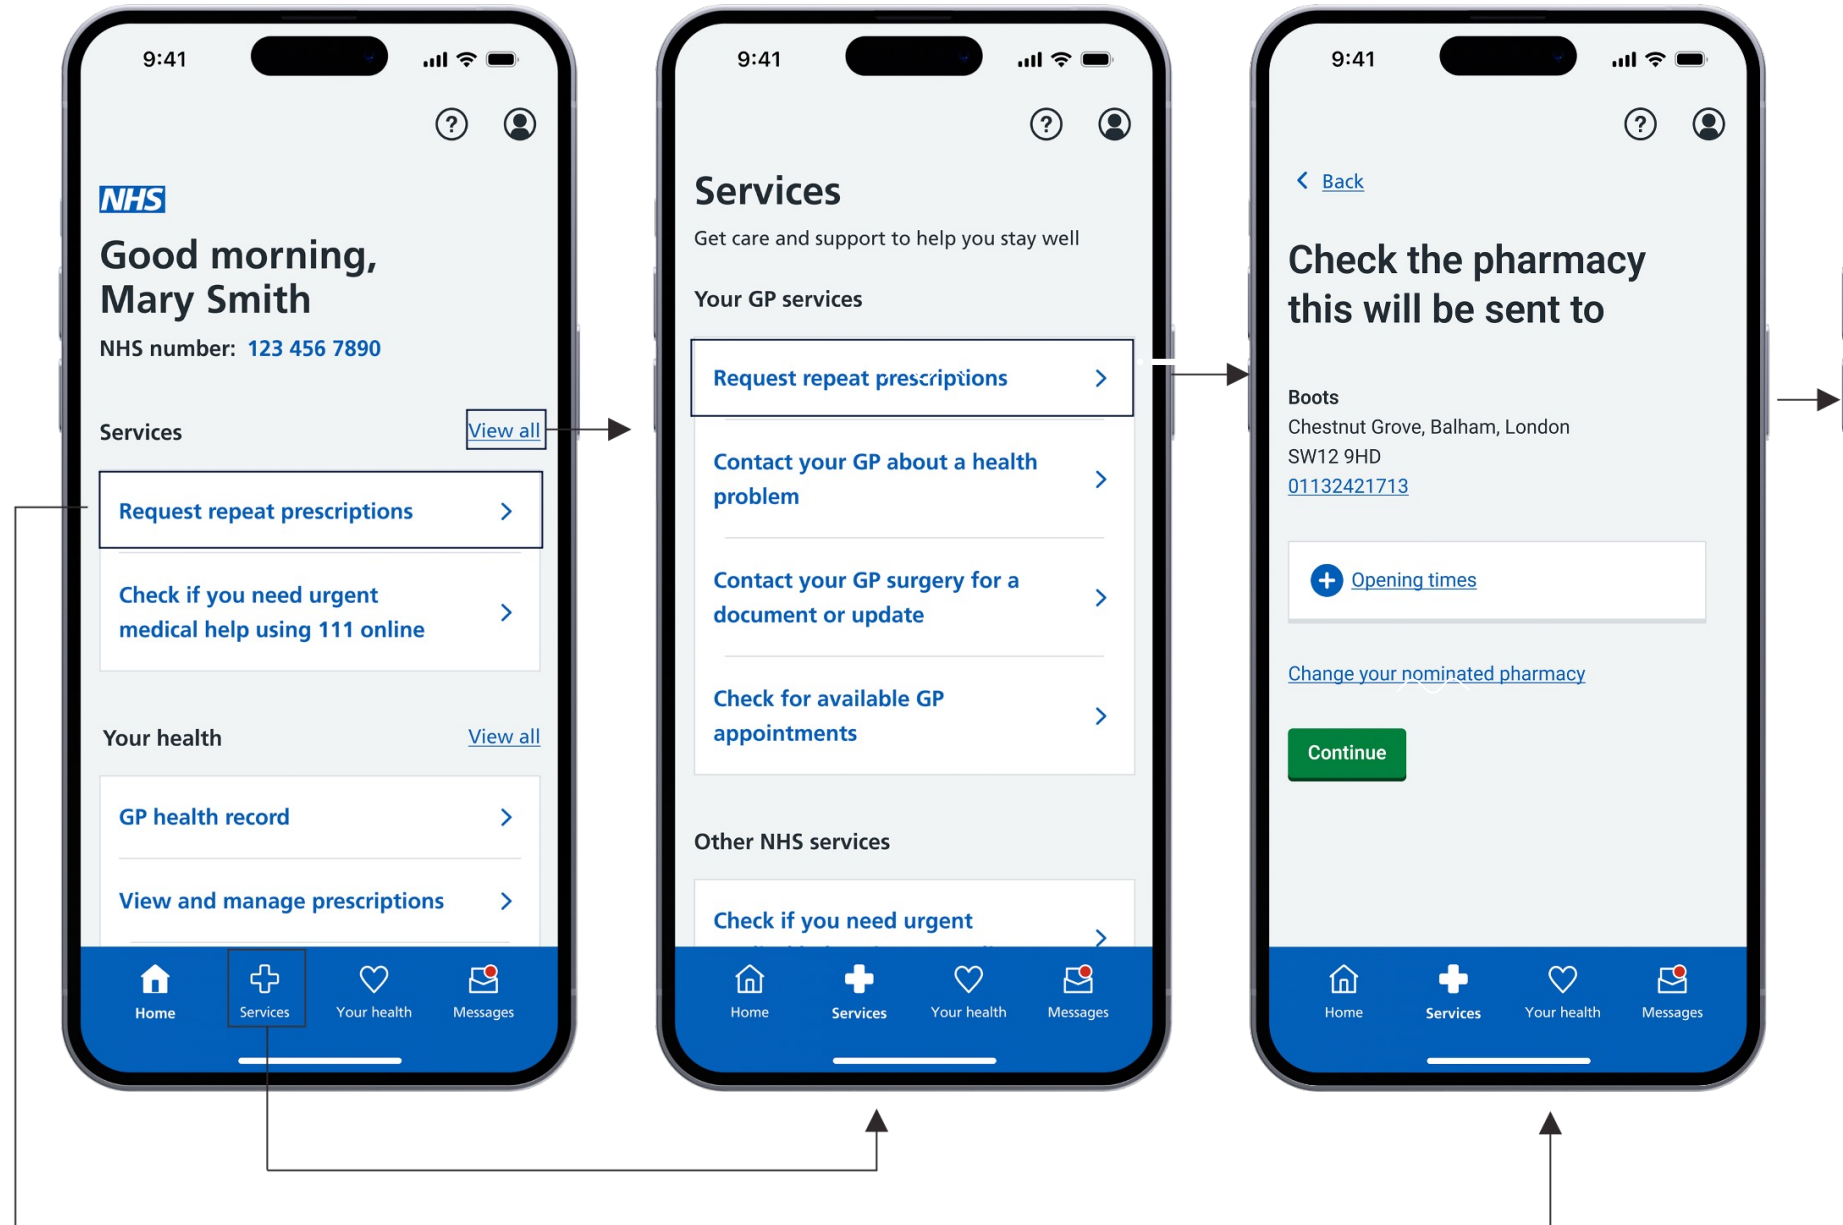 9:41
NHS
Good morning,
Mary Smith
NHS number: 123 456 7890
Services
View all
Request repeat prescriptions
Check if you need urgent
medical help using 111 online
Your health
View all
GP health record
View and manage prescriptions
Home
Services
Your health
Messages
9:41
Services
Get care and support to help you stay well
Your GP services
Request repeat prescriptions
Contact your GP about a health
problem
Contact your GP surgery for a
document or update
Check for available GP
appointments
Other NHS services
Check if you need urgent
Home
Services
Your health
Messages
9:41
Back
Check the pharmacy
this will be sent to
Boots
Chestnut Grove, Balham, London
SW12 9HD
01132421713
Opening times
Change your nominated pharmacy
Continue
Home
Services
Your health
Messages